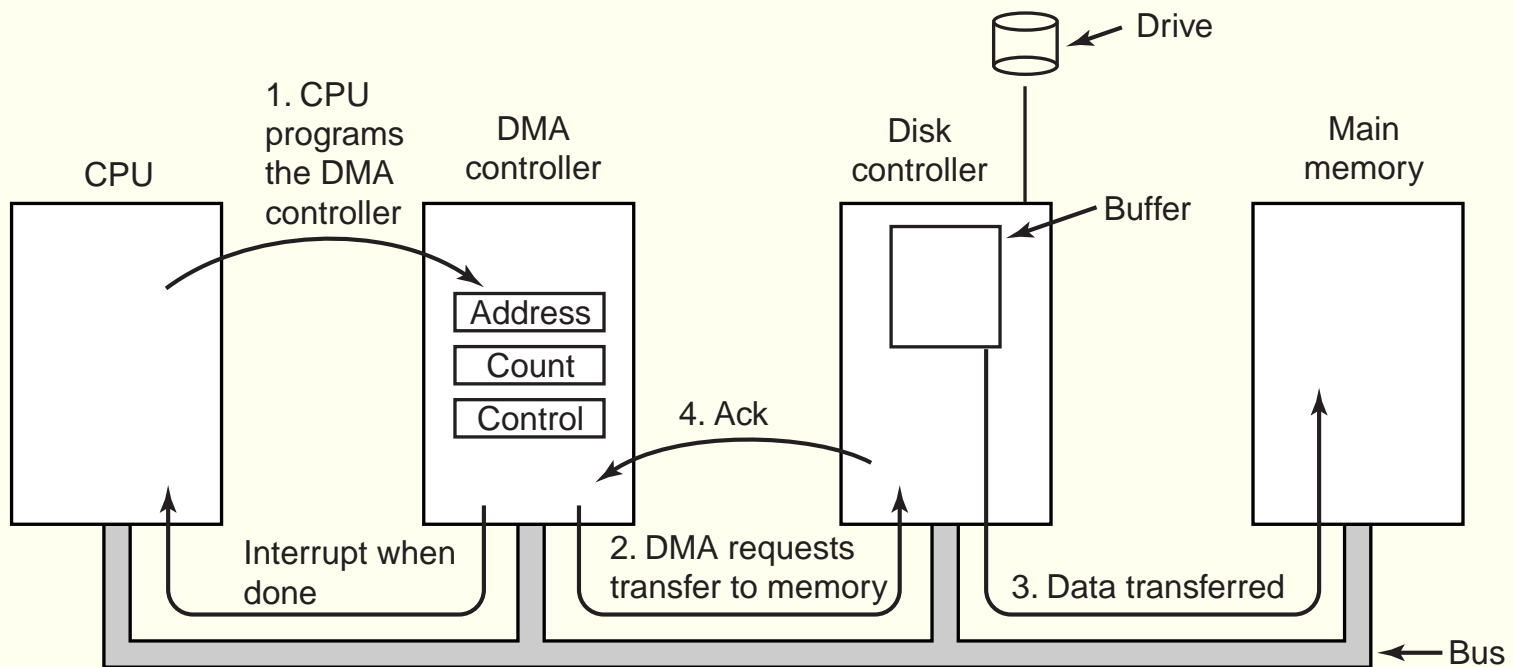 Drive
1. CPU
programs
the DMA
controller
CPU
DMA
controller
Disk
controller
Main
memory
Buffer
Address
Count
Control
4. Ack
Interrupt when
done
2. DMA requests
transfer to memory
3. Data transferred
Bus